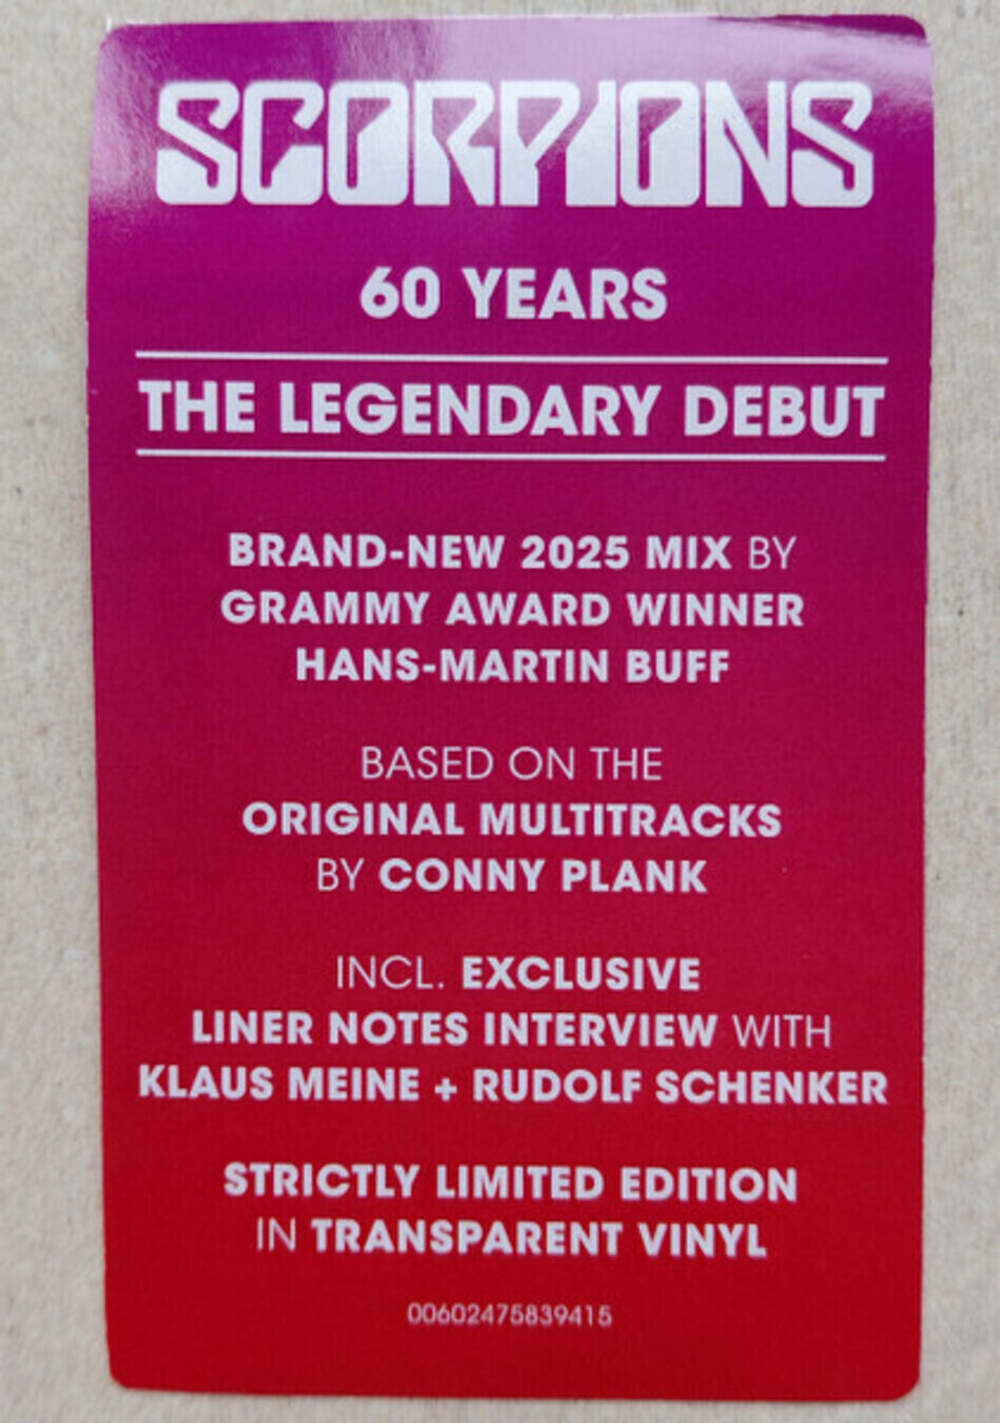 SCORPIONS
60 YEARS
THE LEGENDARY DEBUT
BRAND-NEW 2025 MIX BY
GRAMMY AWARD WINNER
HANS-MARTIN BUFF
BASED ON THE
ORIGINAL MULTITRACKS
BY CONNY PLANK
INCL. EXCLUSIVE
LINER NOTES INTERVIEW WITH
KLAUS MEINE + RUDOLF SCHENKER
STRICTLY LIMITED EDITION
IN TRANSPARENT VINYL
00602475839415